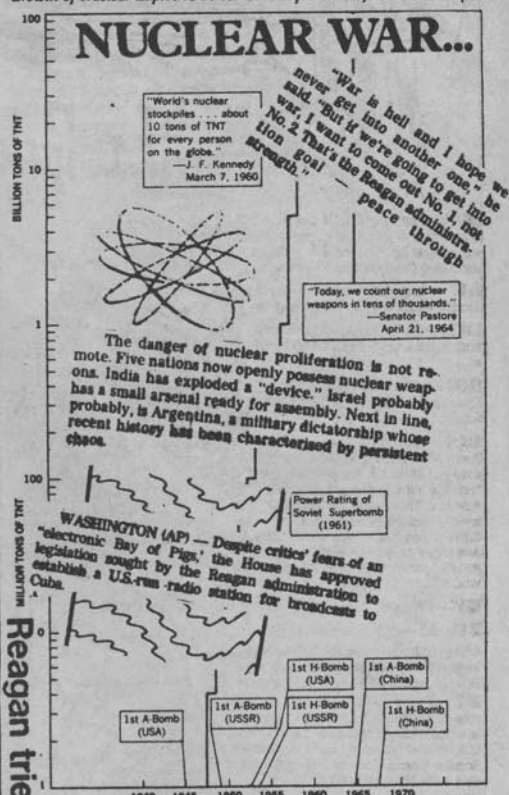 NUCLEAR WAR...
100
"World's nuclear
stockpiles . . . about
10 tons of TNT
for every person
on the globe."
—J. F. Kennedy
March 7, 1960
"War is hell and I hope we
never get into another one," he
said. "But if we're going to get into
war, I want to come out No. 1, not
No. 2. That's the Reagan administra-
tion goal — peace through
strength."
BILLION TONS OF TNT
10
"Today, we count our nuclear
weapons in tens of thousands."
—Senator Pastore
April 21, 1964
1
The danger of nuclear proliferation is not re-
mote. Five nations now openly possess nuclear weap-
ons. India has exploded a "device." Israel probably
has a small arsenal ready for assembly. Next in line,
probably, is Argentina, a military dictatorship whose
recent history has been characterised by persistent
chaos.
100
Power Rating of
Soviet Superbomb
(1961)
MILLION TONS OF TNT
WASHINGTON (AP) — Despite critics' fears of an
"electronic Bay of Pigs,' the House has approved
legislation sought by the Reagan administration to
establish a U.S.-run radio station for broadcasts to
Cuba.
Reagan trie
0
1st H-Bomb
(USA)
1st A-Bomb
(China)
1st A-Bomb
(USA)
1st A-Bomb
(USSR)
1st H-Bomb
(USSR)
1st H-Bomb
(China)
1
1940 1945 1950 1955 1960 1965 1970